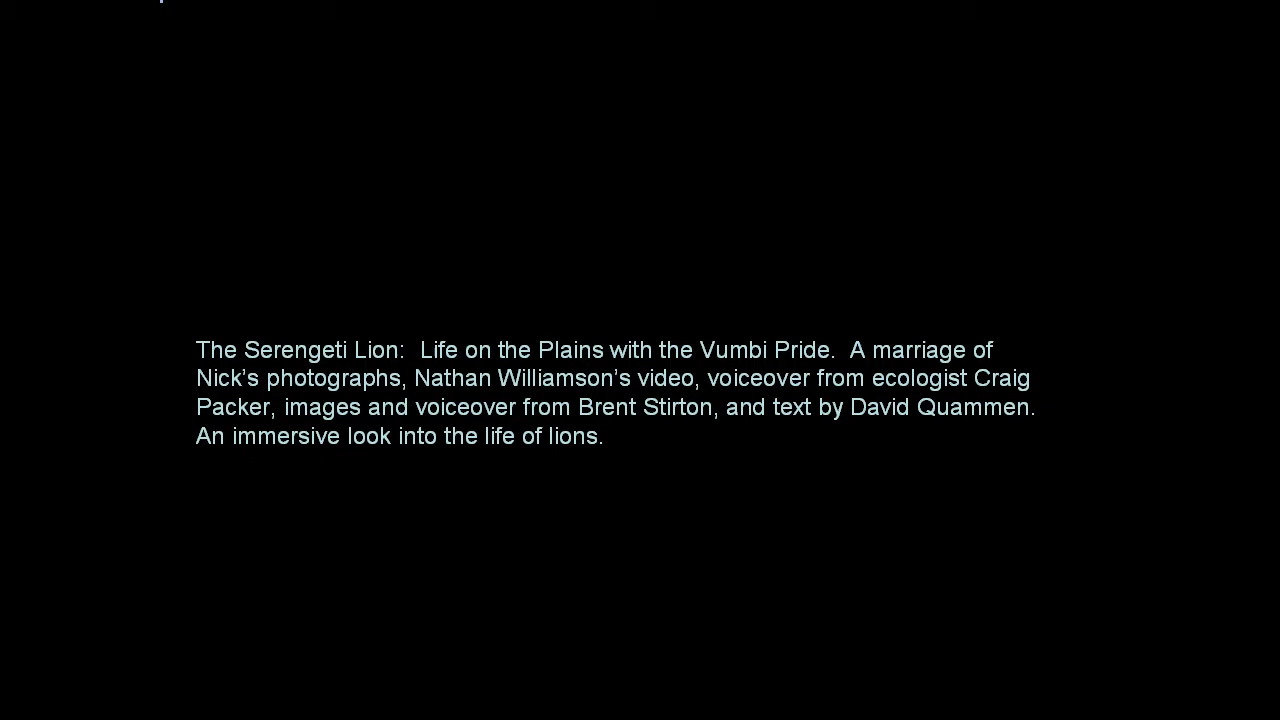 The Serengeti Lion:  Life on the Plains with the Vumbi Pride.  A marriage of
Nick’s photographs, Nathan Williamson’s video, voiceover from ecologist Craig
Packer, images and voiceover from Brent Stirton, and text by David Quammen.
An immersive look into the life of lions.